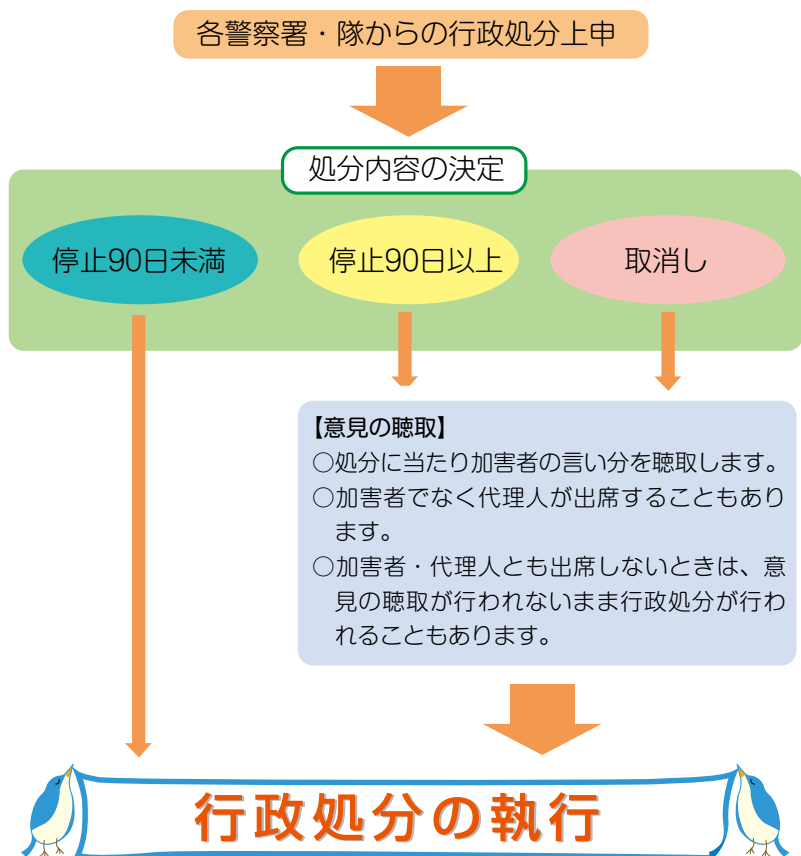 各警察署・隊からの行政処分上申
処分内容の決定
停止90日未満
停止90日以上
取消し
【意見の聴取】
○処分に当たり加害者の言い分を聴取します。
○加害者でなく代理人が出席することもあり
ます。
○加害者・代理人とも出席しないときは、意
見の聴取が行われないまま行政処分が行わ
れることもあります。
行政処分の執行